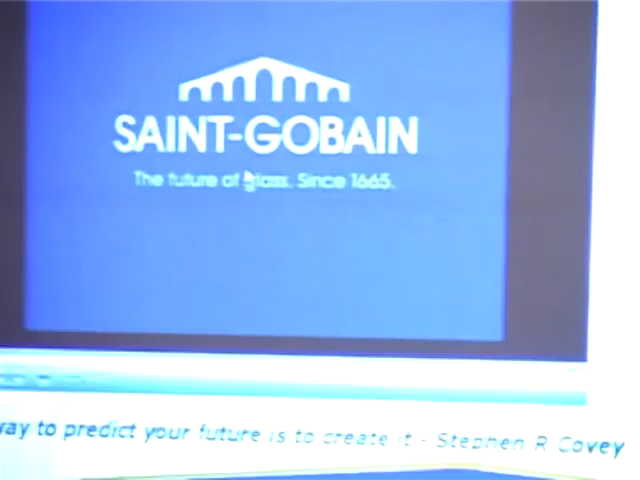 SAINT-GOBAIN
The future of glass. Since 1665.
way to predict your future is to create it - Stephen R Covey